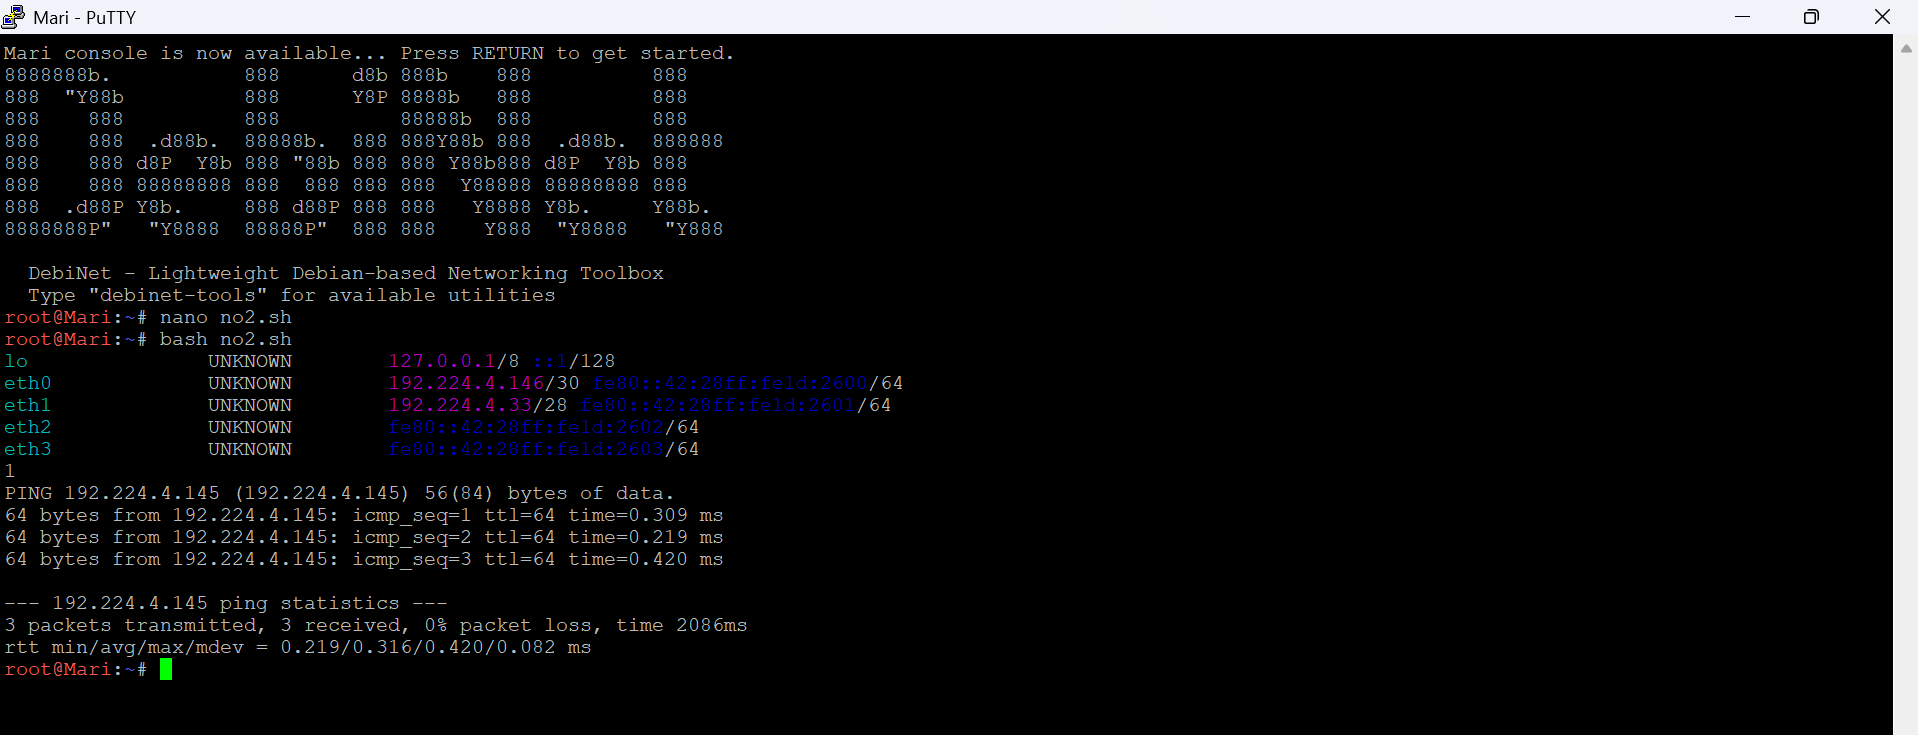 Mari - PuTTY
Mari console is now available... Press RETURN to get started.
8888888b.            888      d8b 888b    888          888
888  "Y88b           888      Y8P 8888b   888          888
888    888           888          88888b  888          888
888    888  .d88b.  88888b.  888 888Y88b 888  .d88b.  888888
888    888 d8P  Y8b 888 "88b 888 888 Y88b888 d8P  Y8b 888
888    888 88888888 888  888 888 888  Y88888 88888888 888
888  .d88P Y8b.     888 d88P 888 888   Y8888 Y8b.     Y88b.
8888888P"   "Y8888  88888P"  888 888    Y888  "Y8888   "Y888
DebiNet - Lightweight Debian-based Networking Toolbox
Type "debinet-tools" for available utilities
root@Mari:~# nano no2.sh
root@Mari:~# bash no2.sh
lo               UNKNOWN        127.0.0.1/8 ::1/128
eth0             UNKNOWN        192.224.4.146/30 fe80::42:28ff:fe1d:2600/64
eth1             UNKNOWN        192.224.4.33/28 fe80::42:28ff:fe1d:2601/64
eth2             UNKNOWN        fe80::42:28ff:fe1d:2602/64
eth3             UNKNOWN        fe80::42:28ff:fe1d:2603/64
1
PING 192.224.4.145 (192.224.4.145) 56(84) bytes of data.
64 bytes from 192.224.4.145: icmp_seq=1 ttl=64 time=0.309 ms
64 bytes from 192.224.4.145: icmp_seq=2 ttl=64 time=0.219 ms
64 bytes from 192.224.4.145: icmp_seq=3 ttl=64 time=0.420 ms
--- 192.224.4.145 ping statistics ---
3 packets transmitted, 3 received, 0% packet loss, time 2086ms
rtt min/avg/max/mdev = 0.219/0.316/0.420/0.082 ms
root@Mari:~#